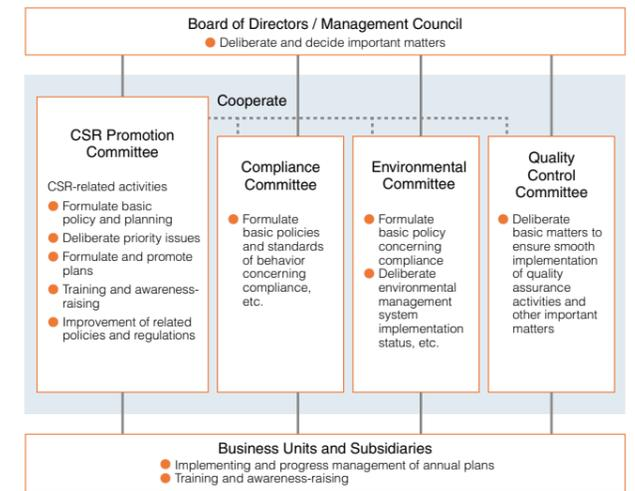 Board of Directors / Management Council
Deliberate and decide important matters
Cooperate
CSR Promotion
Committee
CSR-related activities
Formulate basic
policy and planning
Deliberate priority issues
Formulate and promote
plans
Training and awareness-
raising
Improvement of related
policies and regulations
Compliance
Committee
Formulate
basic policies
and standards
of behavior
concerning
compliance,
etc.
Environmental
Committee
Formulate
basic policy
concerning
compliance
Deliberate
environmental
management
system
implementation
status, etc.
Quality
Control
Committee
Deliberate
basic matters to
ensure smooth
implementation
of quality
assurance
activities and
other important
matters
Business Units and Subsidiaries
Implementing and progress management of annual plans
Training and awareness-raising